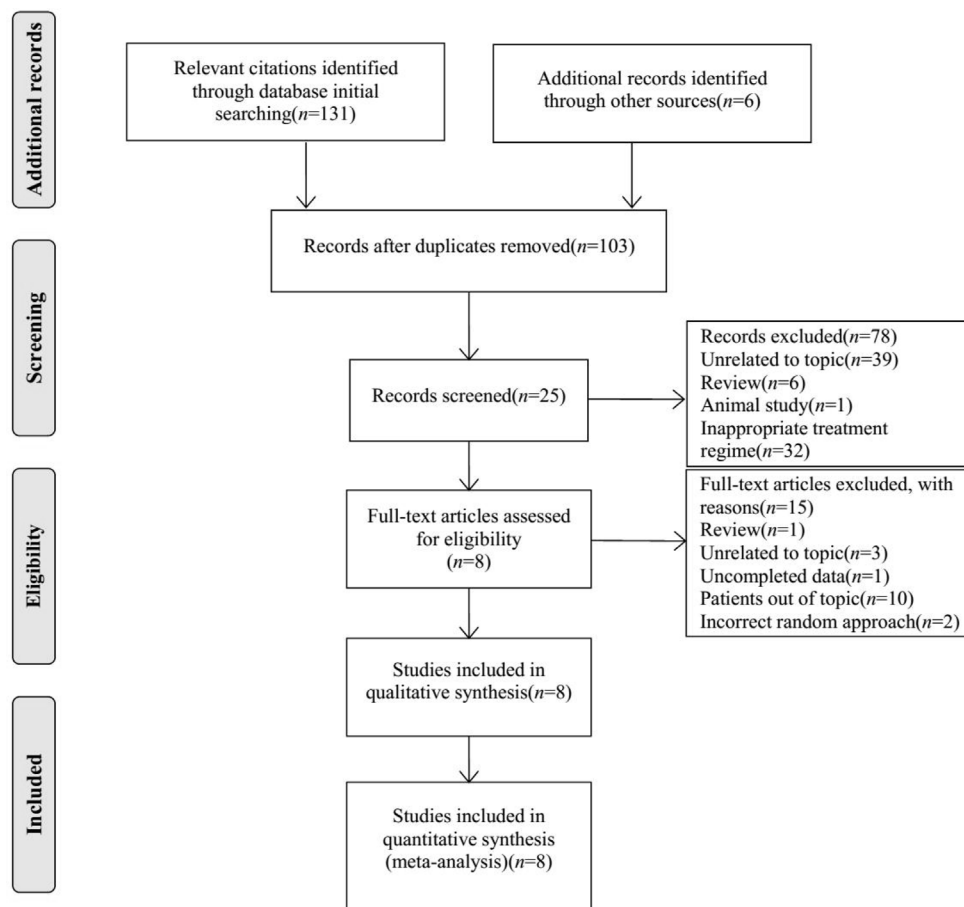 Additional records
Relevant citations identified
through database initial
searching(n=131)
Additional records identified
through other sources(n=6)
Records after duplicates removed(n=103)
Screening
Records screened(n=25)
Records excluded(n=78)
Unrelated to topic(n=39)
Review(n=6)
Animal study(n=1)
Inappropriate treatment
regime(n=32)
Eligibility
Full-text articles assessed
for eligibility
(n=8)
Full-text articles excluded, with
reasons(n=15)
Review(n=1)
Unrelated to topic(n=3)
Uncompleted data(n=1)
Patients out of topic(n=10)
Incorrect random approach(n=2)
Studies included in
qualitative synthesis(n=8)
Included
Studies included in
quantitative synthesis
(meta-analysis)(n=8)